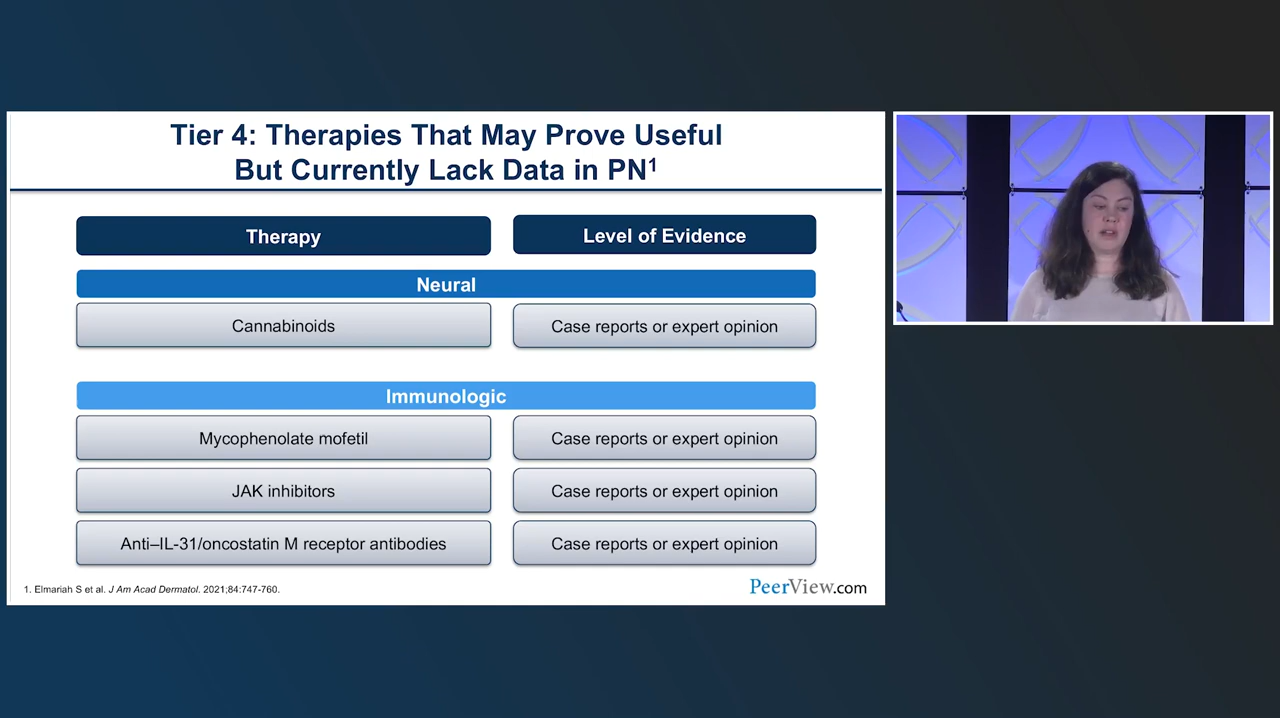 Tier 4: Therapies That May Prove Useful
But Currently Lack Data in PN1
Therapy
Level of Evidence
Neural
Cannabinoids
Case reports or expert opinion
Immunologic
Mycophenolate mofetil
Case reports or expert opinion
JAK inhibitors
Case reports or expert opinion
Anti–IL-31/oncostatin M receptor antibodies
Case reports or expert opinion
1. Elmariah S et al. J Am Acad Dermatol. 2021;84:747-760.
PeerView.com